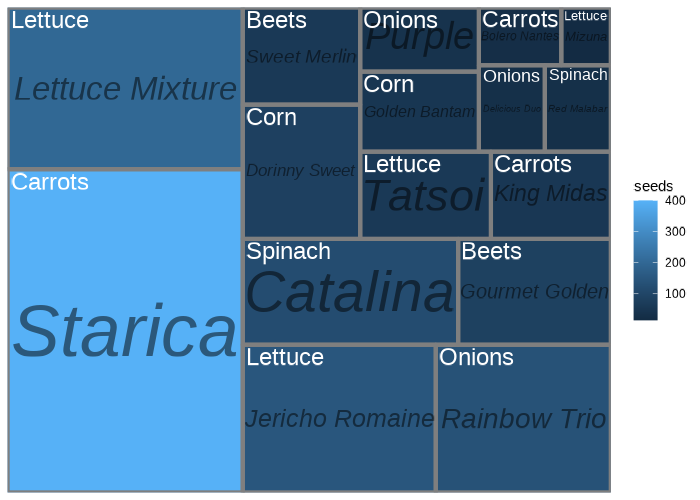 Lettuce
Lettuce Mixture
Carrots
Starica
Beets
Sweet Merlin
Corn
Dorinny Sweet
Onions
Purple
Corn
Golden Bantam
Carrots
Bolero Nantes
Lettuce
Mizuna
Onions
Delicious Duo
Spinach
Red Malabar
Lettuce
Tatsoi
Carrots
King Midas
Spinach
Catalina
Beets
Gourmet Golden
Lettuce
Jericho Romaine
Onions
Rainbow Trio
seeds
400
300
200
100